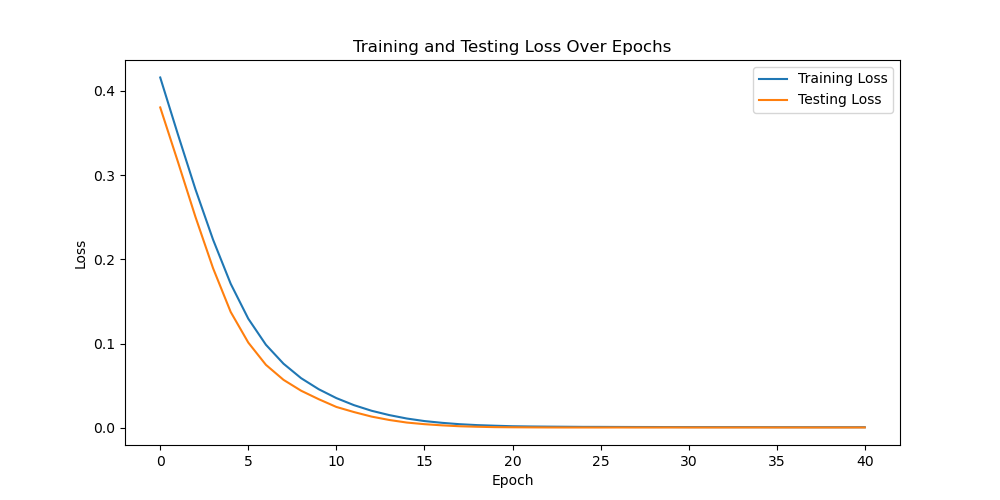 Training and Testing Loss Over Epochs
Training Loss
Testing Loss
Loss
0.4
0.3
0.2
0.1
0.0
0 5 10 15 20 25 30 35 40
Epoch